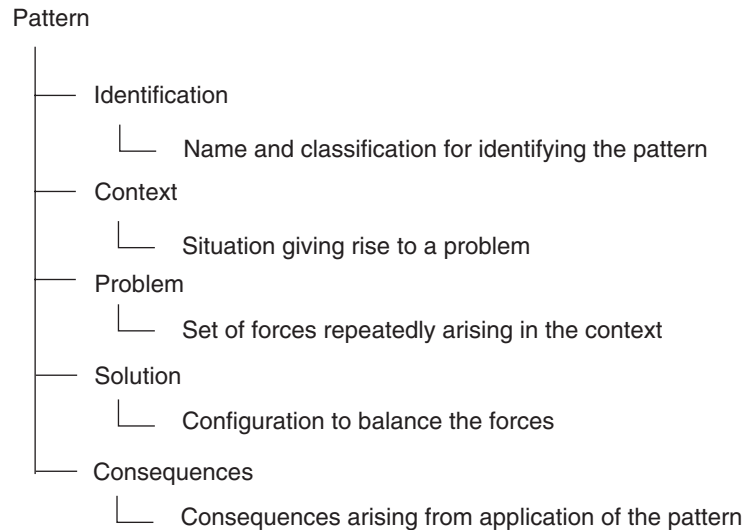 Pattern
Identification
Name and classification for identifying the pattern
Context
Situation giving rise to a problem
Problem
Set of forces repeatedly arising in the context
Solution
Configuration to balance the forces
Consequences
Consequences arising from application of the pattern